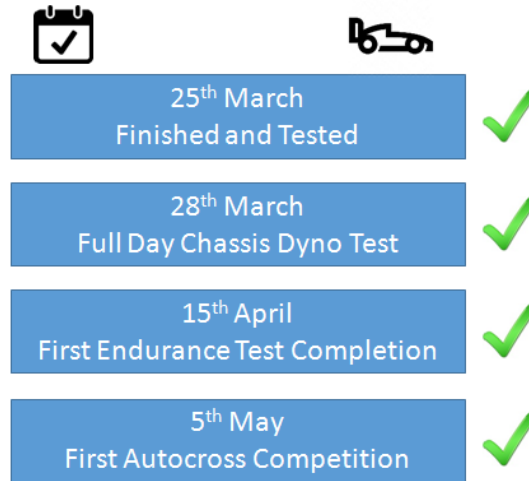 25th March
Finished and Tested
28th March
Full Day Chassis Dyno Test
15th April
First Endurance Test Completion
5th May
First Autocross Competition